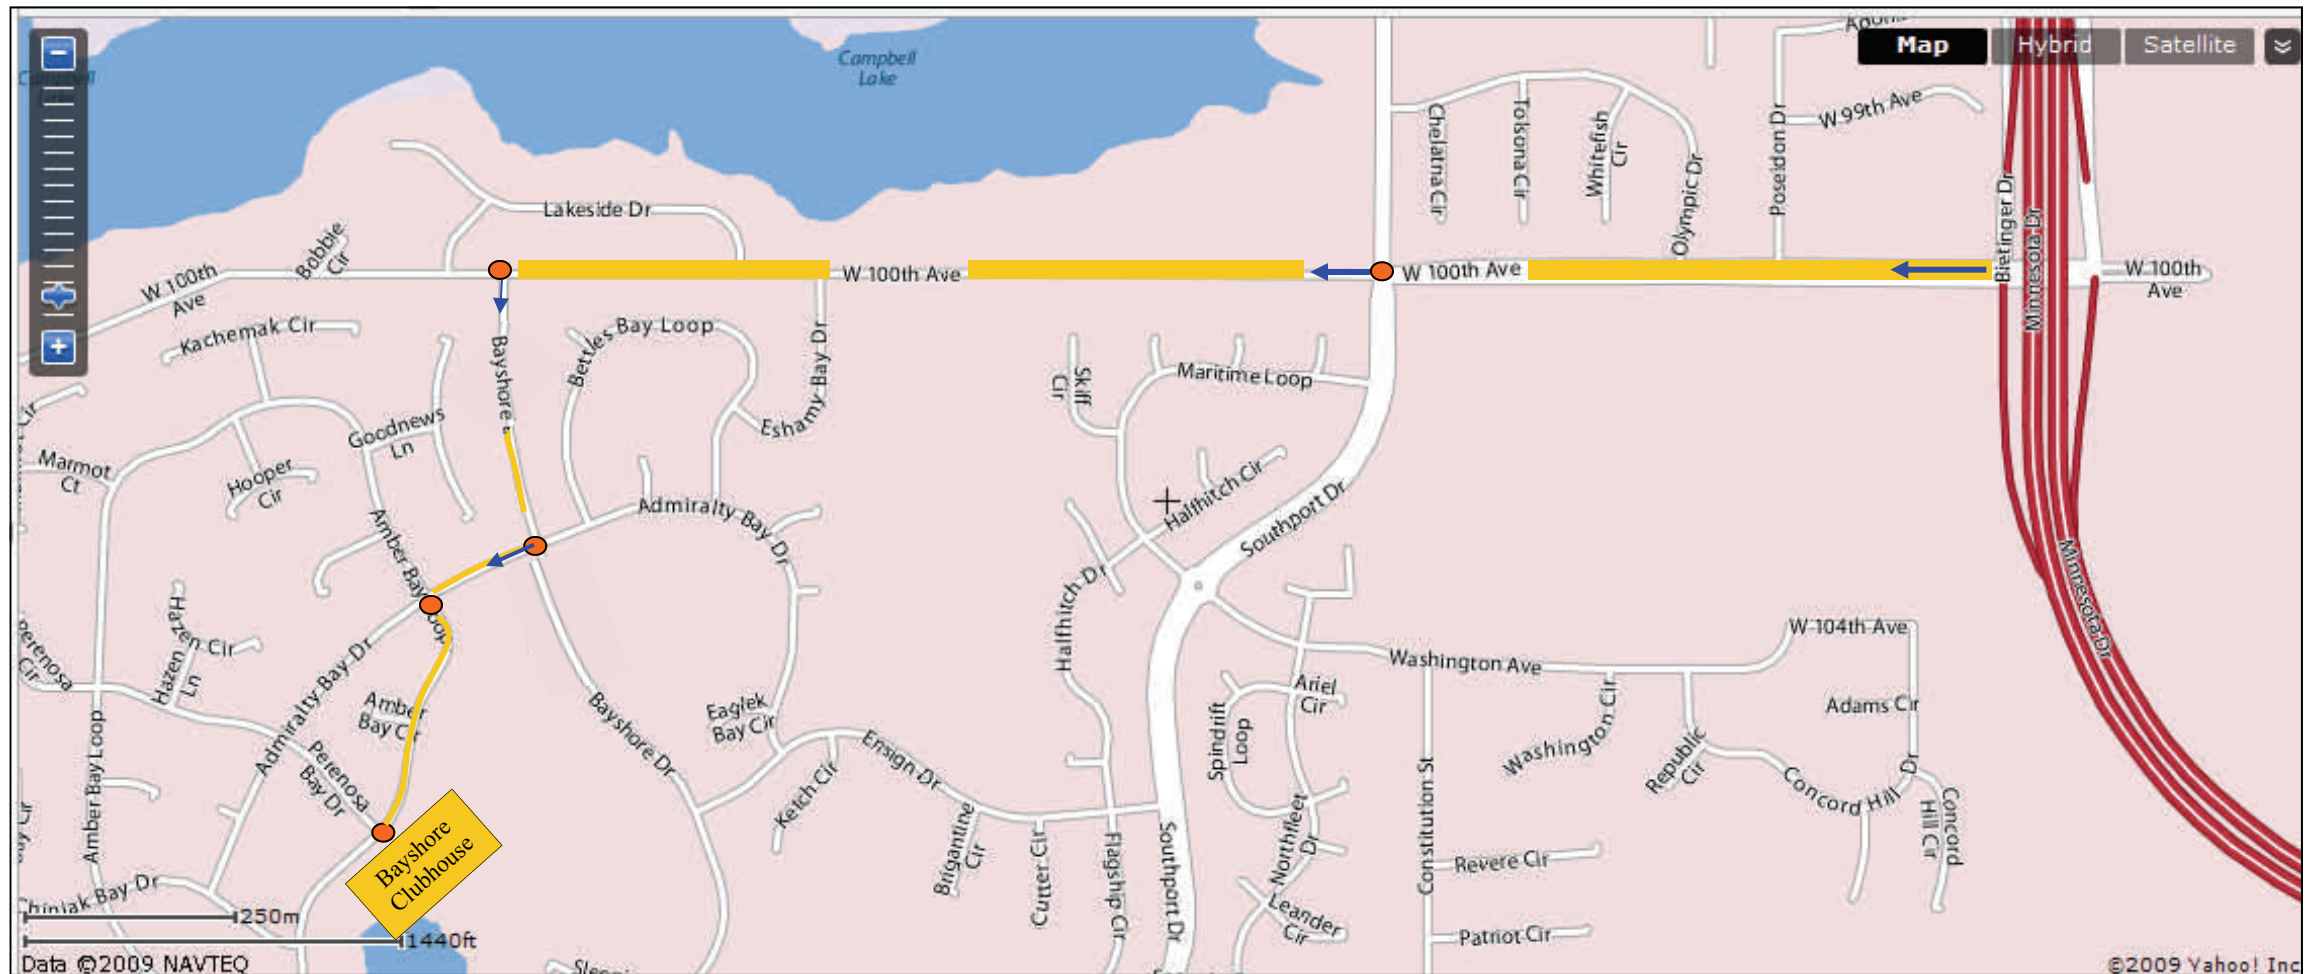 Map
Hybrid
Satellite
Campbell
Lake
Campbell
Lake
W 99th Ave
Chelatna Cir
Tolsona Cir
Whitefish
Cir
Olympic Dr
Poseidon Dr
Minnesota Dr
Lakeside Dr
Bobbie
Cir
W 100th
Ave
W 100th Ave
W 100th Ave
W 100th
Ave
Kachemak Cir
Bayshore
Bettles Bay Loop
Eshamy Bay Dr
Skiff
Cir
Maritime Loop
Goodnews
Ln
Marmot
Ct
Hooper
Cir
Halfhitch Cir
Southport Dr
Admiralty Bay Dr
Amber Bay
Loop
Halfhitch Dr
Minnesota Dr
Hazen Cir
Hazen
Ln
Perenosa
Cir
Admiralty Bay Dr
Amber
Bay Cir
Washington Ave
W 104th Ave
Adams Cir
Ariel
Cir
Spindrift
Loop
Bayshore Dr
Eaglek
Bay Cir
Ensign Dr
Ketch Cir
Washington Cir
Republic
Cir
Concord Hill Dr
Concord
Hill Cir
Perenosa
Bay Dr
Amber Bay Loop
Bayshore
Clubhouse
Brigantine
Cir
Cutter Cir
Flagship Cir
Southport Dr
Northfleet
Dr
Constitution St
Revere Cir
Leander
Cir
Patriot Cir
Chiniak Bay Dr
250m
1440ft
Data ©2009 NAVTEQ
©2009 Yahoo! Inc